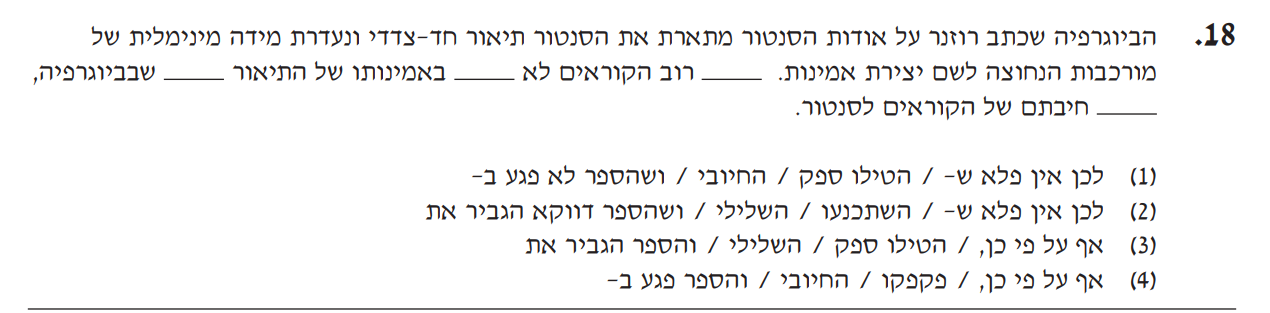 18. הביוגרפיה שכתב רוזנר על אודות הסנטור מתארת את הסנטור תיאור חד-צדדי ונעדרת מידה מינימלית של
מורכבות הנחוצה לשם יצירת אמינות. _____ רוב הקוראים לא _____ באמינותו של התיאור _____ שבביוגרפיה,
_____ חיבתם של הקוראים לסנטור.
(1) לכן אין פלא ש- / הטילו ספק / החיובי / ושהספר לא פגע ב-
(2) לכן אין פלא ש- / השתכנעו / השלילי / ושהספר דווקא הגביר את
(3) אף על פי כן, / הטילו ספק / השלילי / והספר הגביר את
(4) אף על פי כן, / פקפקו / החיובי / והספר פגע ב-